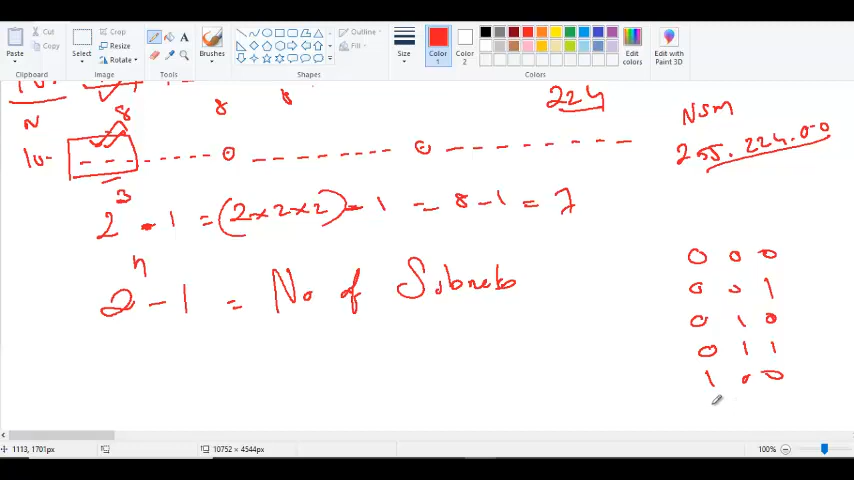 Cut
Copy
Paste
Clipboard
Select
Crop
Resize
Rotate
Image
Tools
Brushes
Outline
Fill
Shapes
Size
Color 1
Color 2
Edit colors
Colors
Edit with Paint 3D
8
8
8
224
N
NSM
10.
0
0
255.224.0.0
2^3 - 1 = (2×2×2) - 1 = 8 - 1 = 7
2^n - 1 = No of Subnets
0 0 0
0 0 1
0 1 0
0 1 1
1 0 0
1113, 1701px
10752 × 4544px
100%